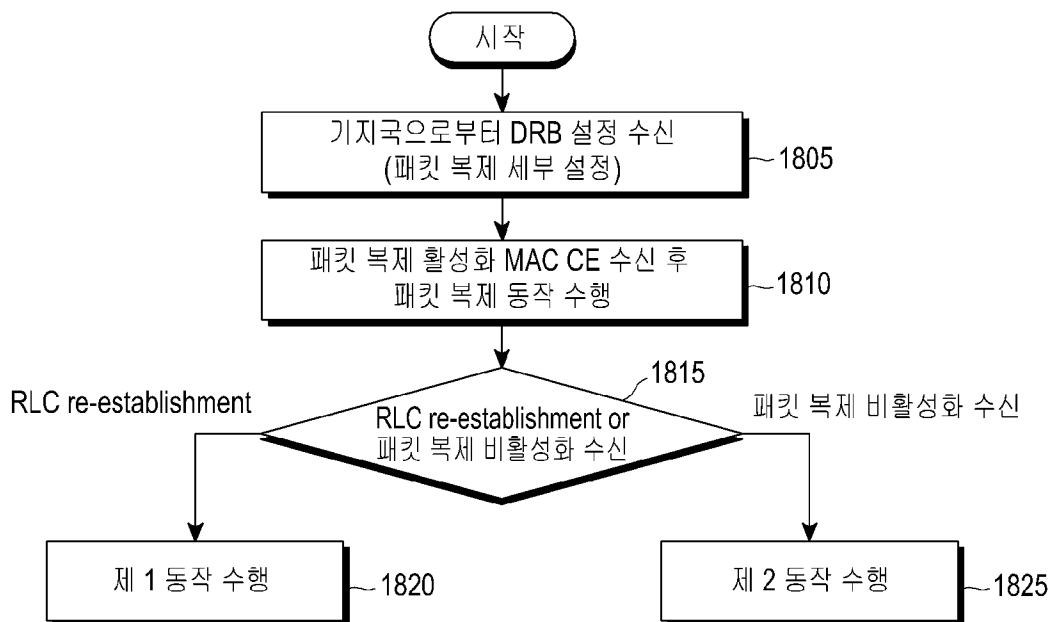 시작
기지국으로부터 DRB 설정 수신
(패킷 복제 세부 설정)
1805
패킷 복제 활성화 MAC CE 수신 후
패킷 복제 동작 수행
1810
1815
RLC re-establishment
RLC re-establishment or
패킷 복제 비활성화 수신
패킷 복제 비활성화 수신
제 1 동작 수행
1820
제 2 동작 수행
1825